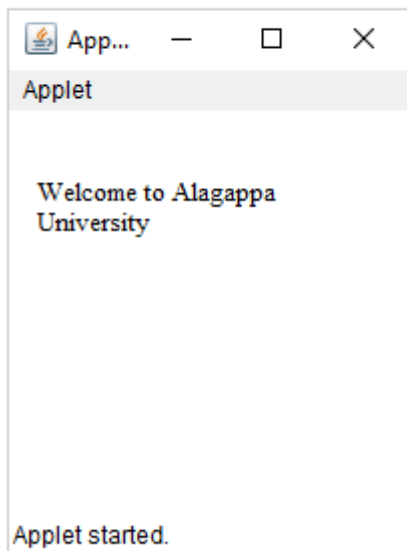 App...
Applet
Welcome to Alagappa
University
Applet started.